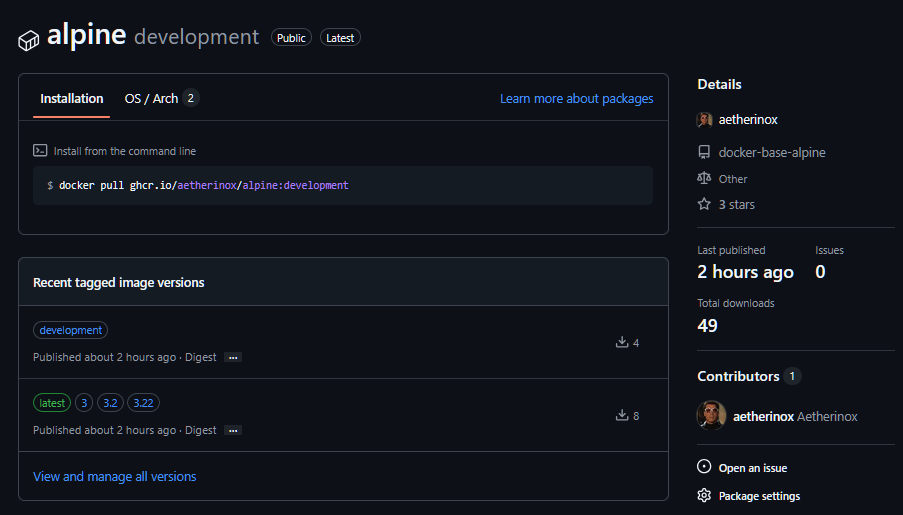 alpine development Public Latest
Installation OS / Arch 2 Learn more about packages
Install from the command line
$ docker pull ghcr.io/aetherinox/alpine:development
Recent tagged image versions
development
Published about 2 hours ago · Digest ...
4
latest 3 3.2 3.22
Published about 2 hours ago · Digest ...
8
View and manage all versions
Details
aetherinox
docker-base-alpine
Other
3 stars
Last published Issues
2 hours ago 0
Total downloads
49
Contributors 1
aetherinox Aetherinox
Open an issue
Package settings